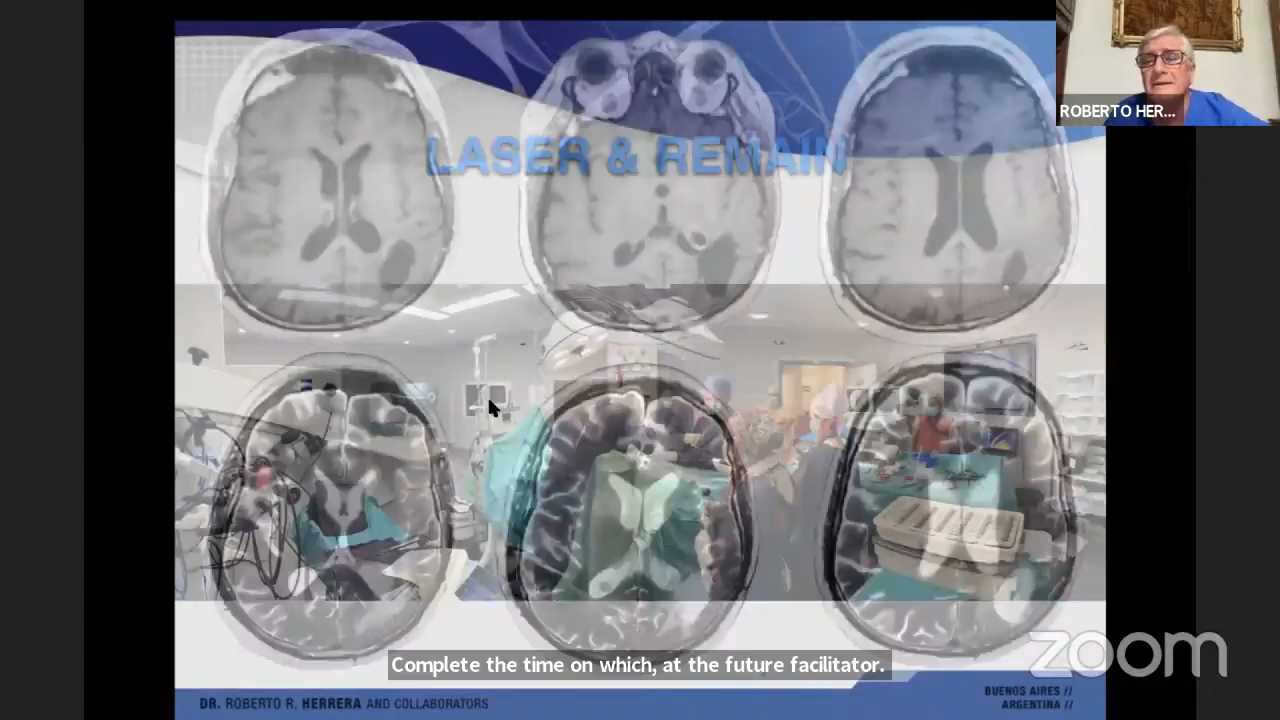 ROBERTO HER...
LASER & REMAIN
Complete the time on which, at the future facilitator.
zoom
DR. ROBERTO R. HERRERA AND COLLABORATORS
BUENOS AIRES //
ARGENTINA //